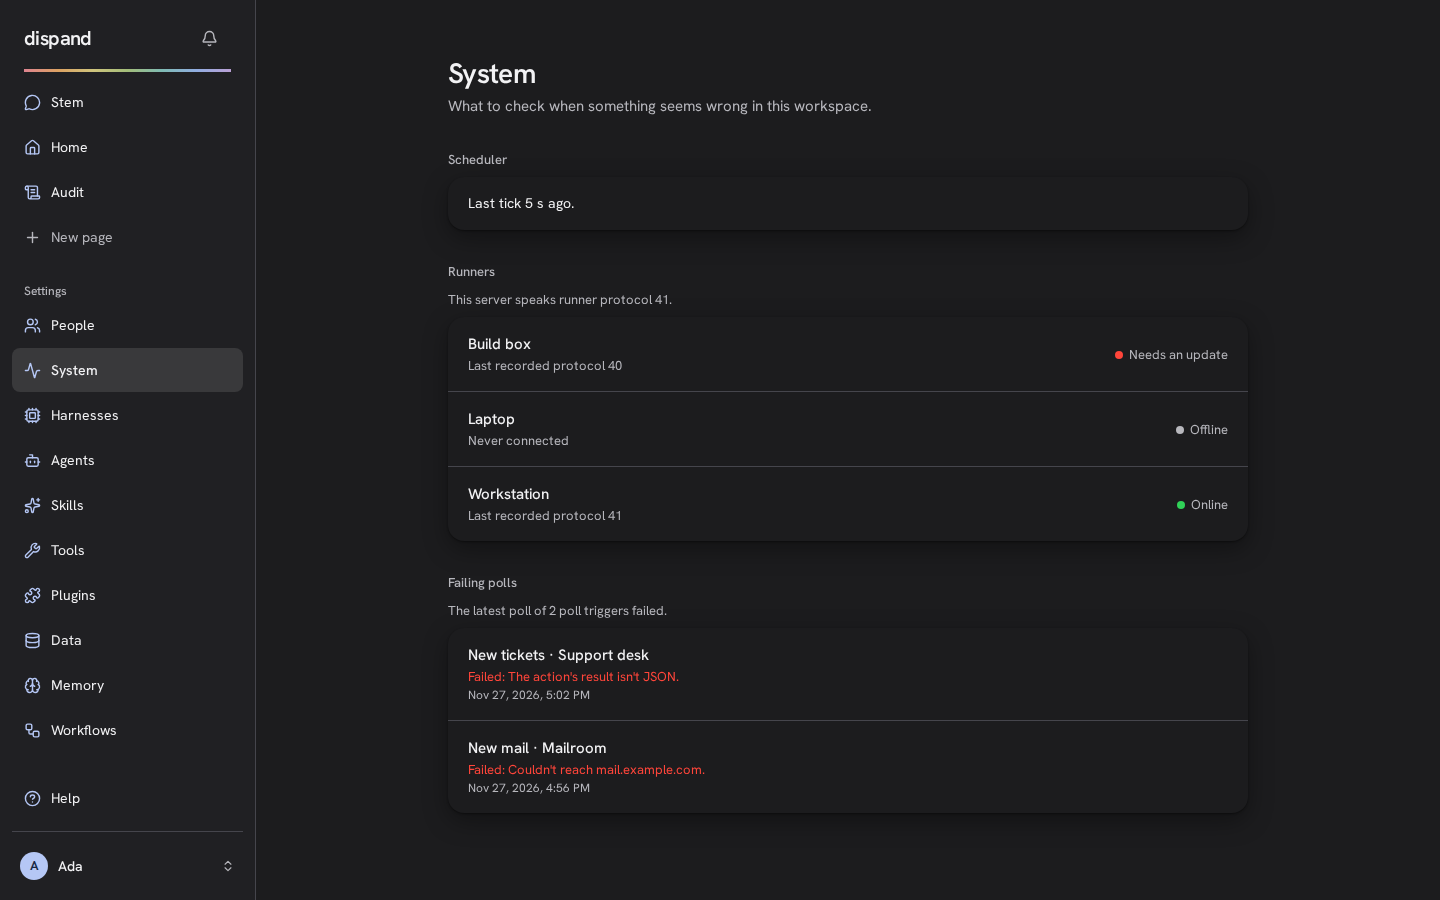 dispand
Stem
Home
Audit
New page
Settings
People
System
Harnesses
Agents
Skills
Tools
Plugins
Data
Memory
Workflows
Help
A
Ada
System
What to check when something seems wrong in this workspace.
Scheduler
Last tick 5 s ago.
Runners
This server speaks runner protocol 41.
Build box
Last recorded protocol 40
Needs an update
Laptop
Never connected
Offline
Workstation
Last recorded protocol 41
Online
Failing polls
The latest poll of 2 poll triggers failed.
New tickets · Support desk
Failed: The action's result isn't JSON.
Nov 27, 2026, 5:02 PM
New mail · Mailroom
Failed: Couldn't reach mail.example.com.
Nov 27, 2026, 4:56 PM